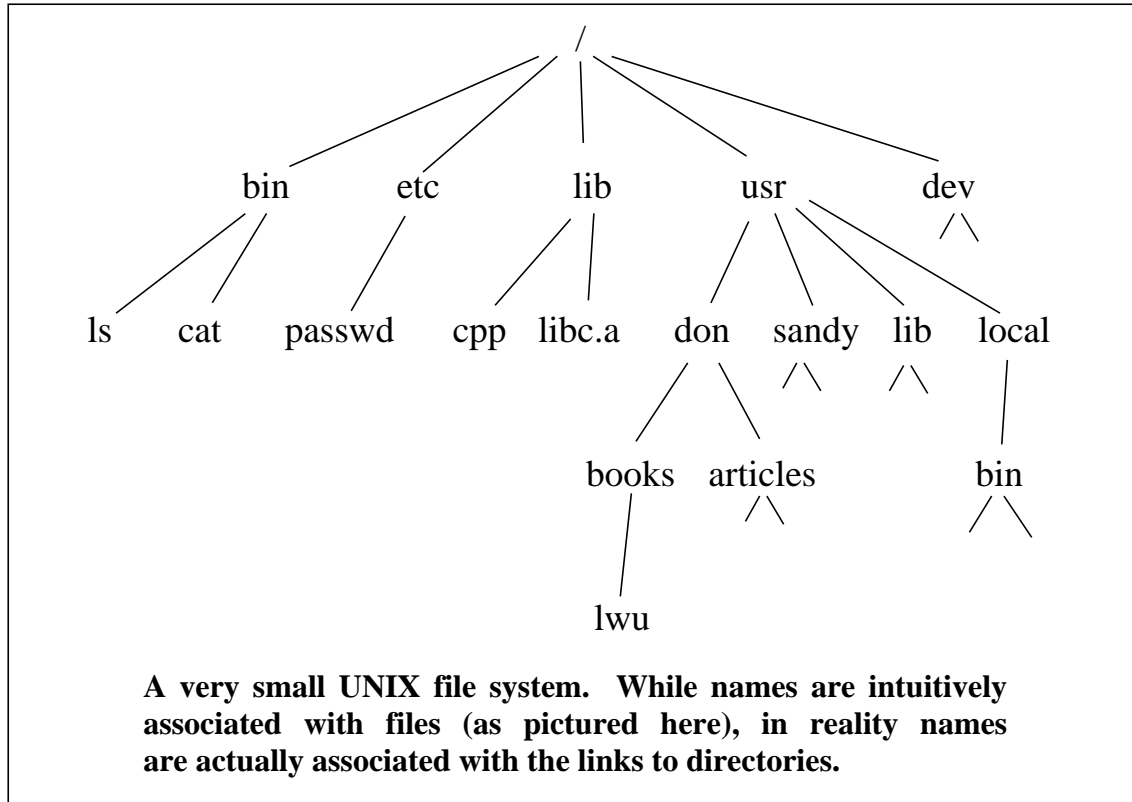 /
bin etc lib usr dev
ls cat passwd cpp libc.a don sandy lib local
books articles bin
lwu
A very small UNIX file system. While names are intuitively
associated with files (as pictured here), in reality names
are actually associated with the links to directories.